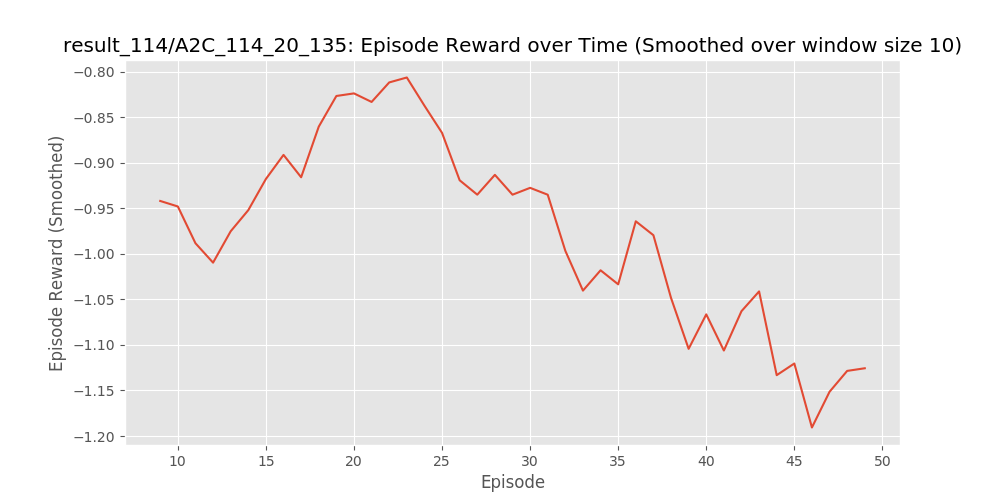 result_114/A2C_114_20_135: Episode Reward over Time (Smoothed over window size 10)
Episode Reward (Smoothed)
−0.80
−0.85
−0.90
−0.95
−1.00
−1.05
−1.10
−1.15
−1.20
10 15 20 25 30 35 40 45 50
Episode